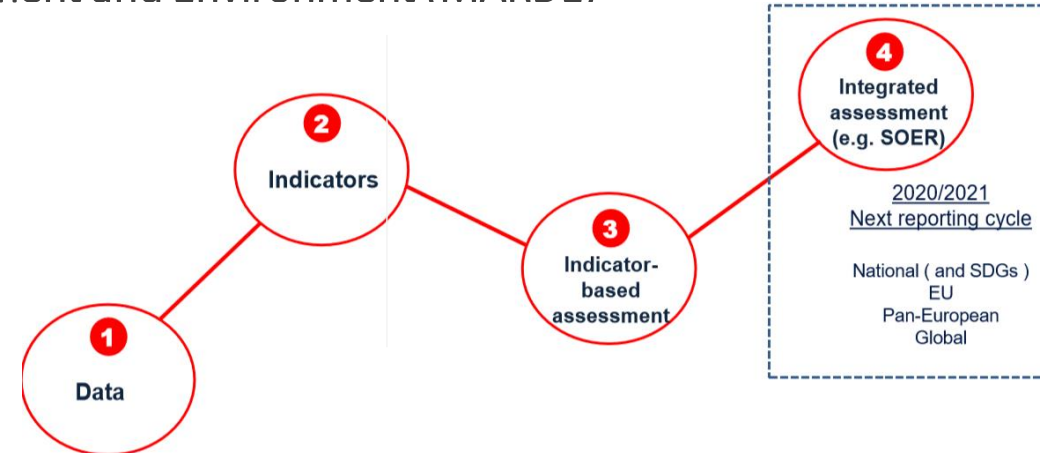 1
Data
2
Indicators
3
Indicator-
based
assessment
4
Integrated
assessment
(e.g. SOER)
2020/2021
Next reporting cycle
National ( and SDGs )
EU
Pan-European
Global